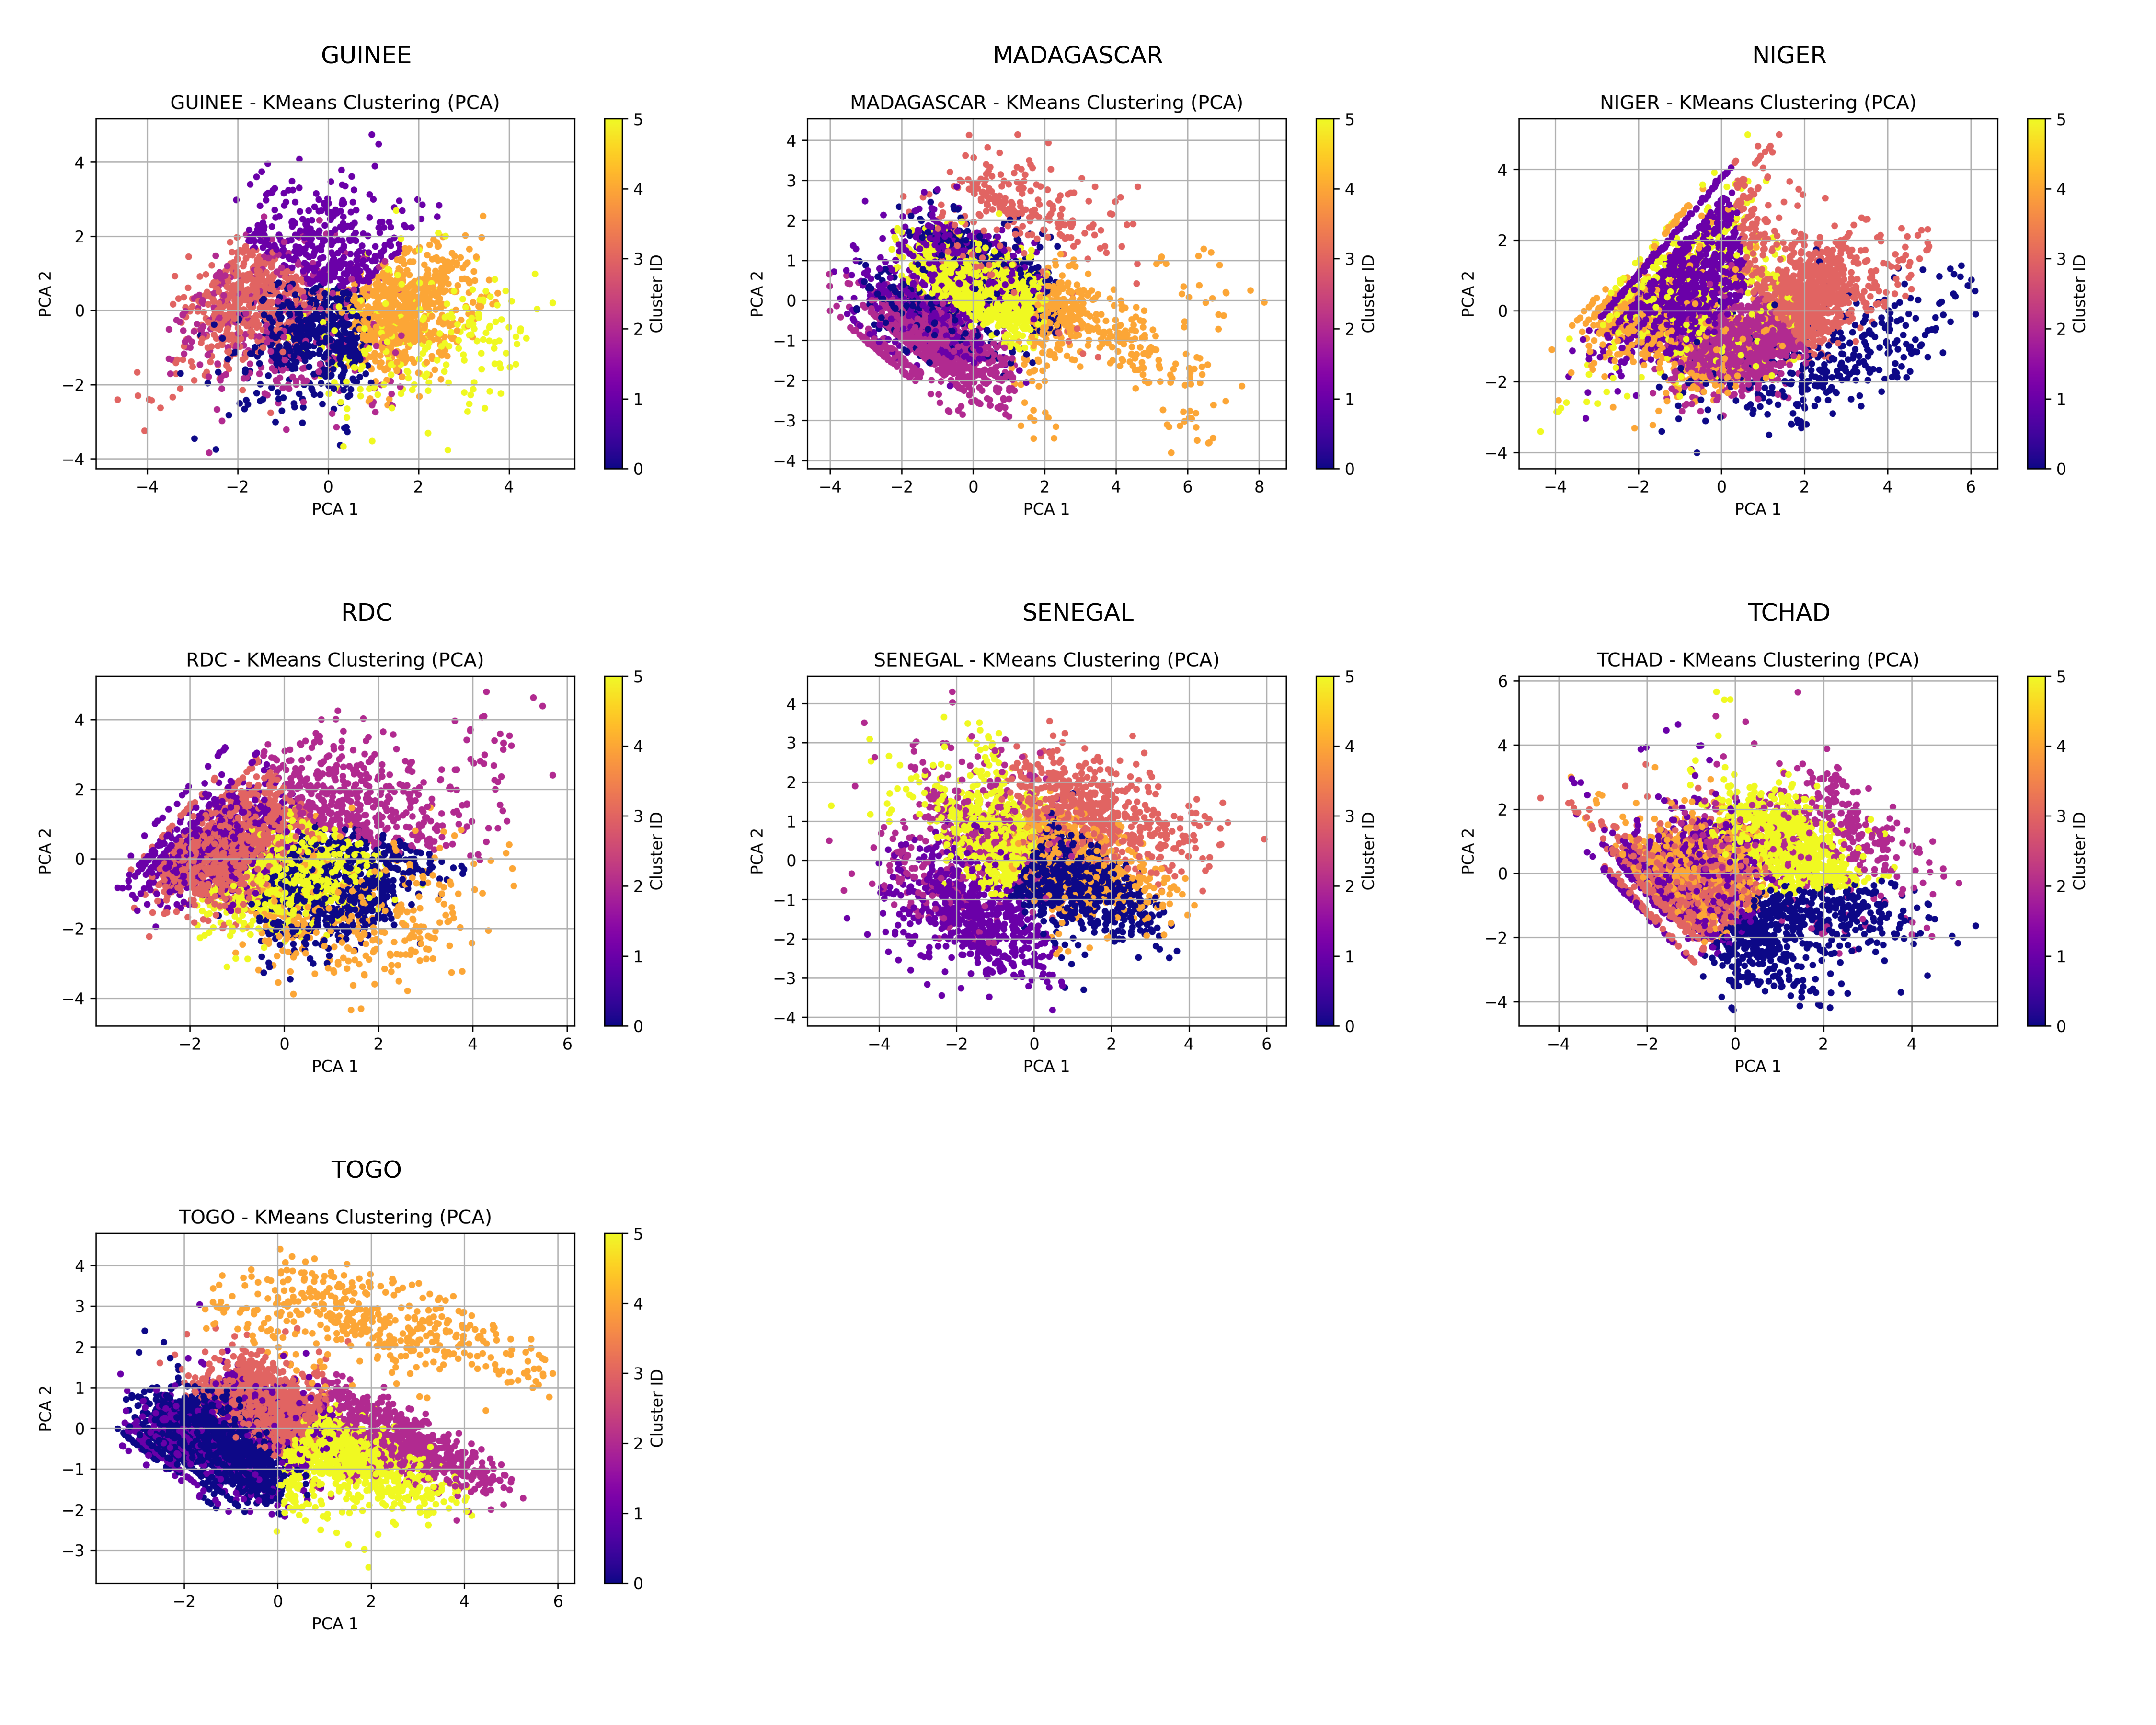 GUINEE
GUINEE - KMeans Clustering (PCA)
4
2
0
−2
−4
PCA 2
−4 −2 0 2 4
PCA 1
5
4
3
2
1
0
Cluster ID
MADAGASCAR
MADAGASCAR - KMeans Clustering (PCA)
4
3
2
1
0
−1
−2
−3
−4
PCA 2
−4 −2 0 2 4 6 8
PCA 1
5
4
3
2
1
0
Cluster ID
NIGER
NIGER - KMeans Clustering (PCA)
4
2
0
−2
−4
PCA 2
−4 −2 0 2 4 6
PCA 1
5
4
3
2
1
0
Cluster ID
RDC
RDC - KMeans Clustering (PCA)
4
2
0
−2
−4
PCA 2
−2 0 2 4 6
PCA 1
5
4
3
2
1
0
Cluster ID
SENEGAL
SENEGAL - KMeans Clustering (PCA)
4
3
2
1
0
−1
−2
−3
−4
PCA 2
−4 −2 0 2 4 6
PCA 1
5
4
3
2
1
0
Cluster ID
TCHAD
TCHAD - KMeans Clustering (PCA)
6
4
2
0
−2
−4
PCA 2
−4 −2 0 2 4
PCA 1
5
4
3
2
1
0
Cluster ID
TOGO
TOGO - KMeans Clustering (PCA)
4
3
2
1
0
−1
−2
−3
PCA 2
−2 0 2 4 6
PCA 1
5
4
3
2
1
0
Cluster ID